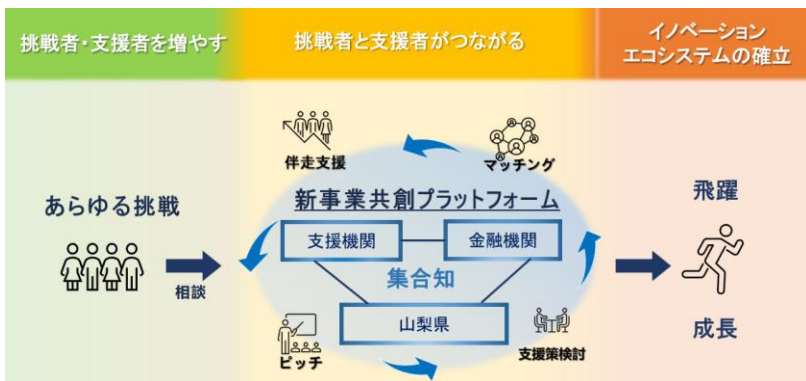 挑戦者・支援者を増やす
挑戦者と支援者がつながる
イノベーション
エコシステムの確立
伴走支援
マッチング
あらゆる挑戦
新事業共創プラットフォーム
支援機関
金融機関
集合知
山梨県
相談
ピッチ
支援策検討
飛躍
成長